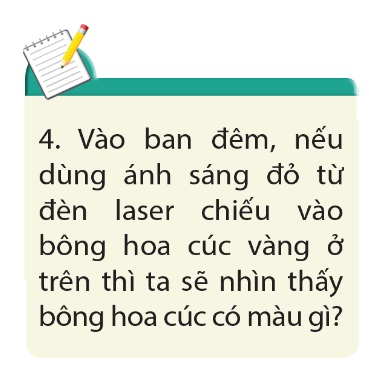 4. Vào ban đêm, nếu
dùng ánh sáng đỏ từ
đèn laser chiếu vào
bông hoa cúc vàng ở
trên thì ta sẽ nhìn thấy
bông hoa cúc có màu gì?